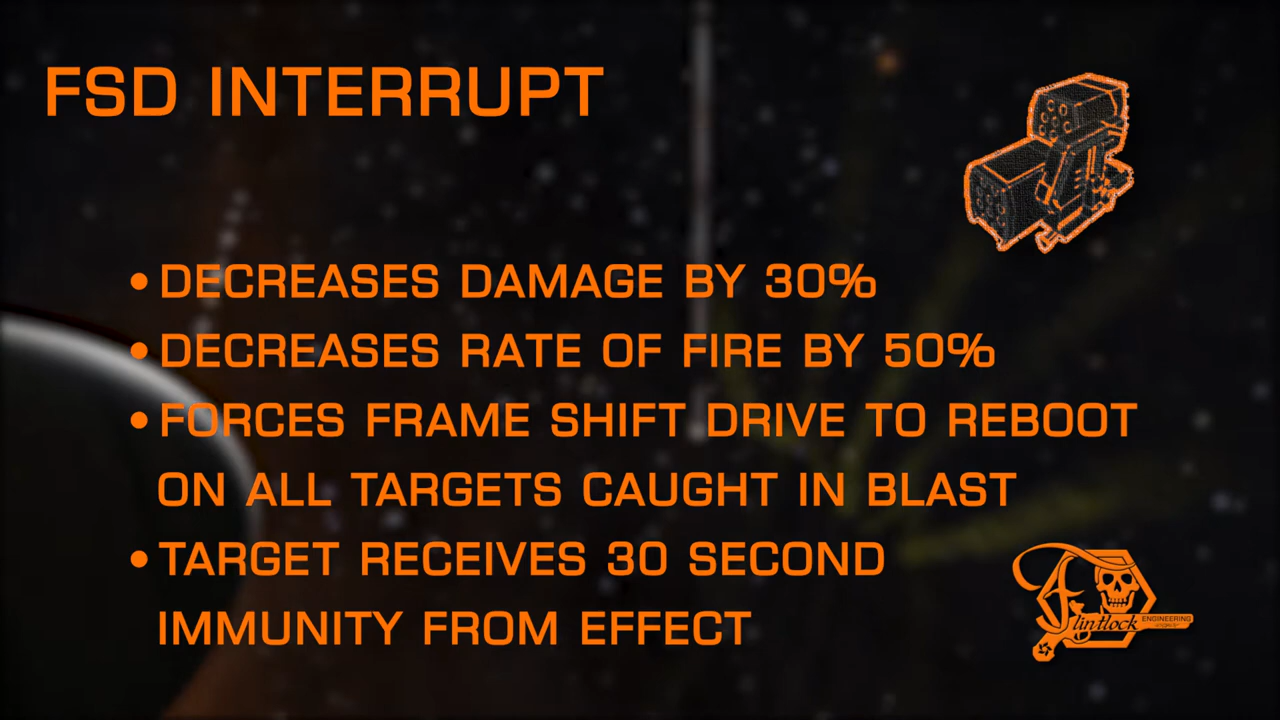 FSD INTERRUPT
• DECREASES DAMAGE BY 30%
• DECREASES RATE OF FIRE BY 50%
• FORCES FRAME SHIFT DRIVE TO REBOOT
ON ALL TARGETS CAUGHT IN BLAST
• TARGET RECEIVES 30 SECOND
IMMUNITY FROM EFFECT
Flintlock
ENGINEERING